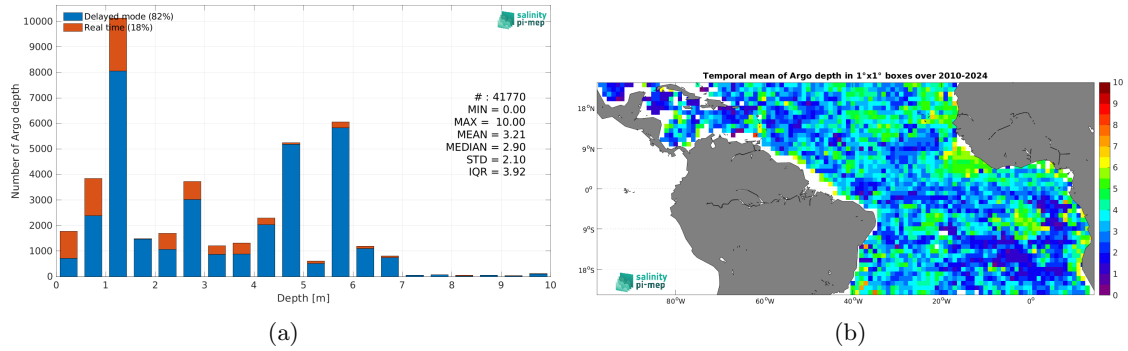 Delayed mode (82%)
Real time (18%)
salinity
pi-mep
10000
9000
8000
7000
6000
5000
4000
3000
2000
1000
0
Number of Argo depth
# : 41770
MIN = 0.00
MAX = 10.00
MEAN = 3.21
MEDIAN = 2.90
STD = 2.10
IQR = 3.92
0 1 2 3 4 5 6 7 8 9 10
Depth [m]
(a)
Temporal mean of Argo depth in 1°x1° boxes over 2010-2024
18°N
9°N
0°
9°S
18°S
salinity
pi-mep
80°W 60°W 40°W 20°W 0°
10
9
8
7
6
5
4
3
2
1
0
(b)